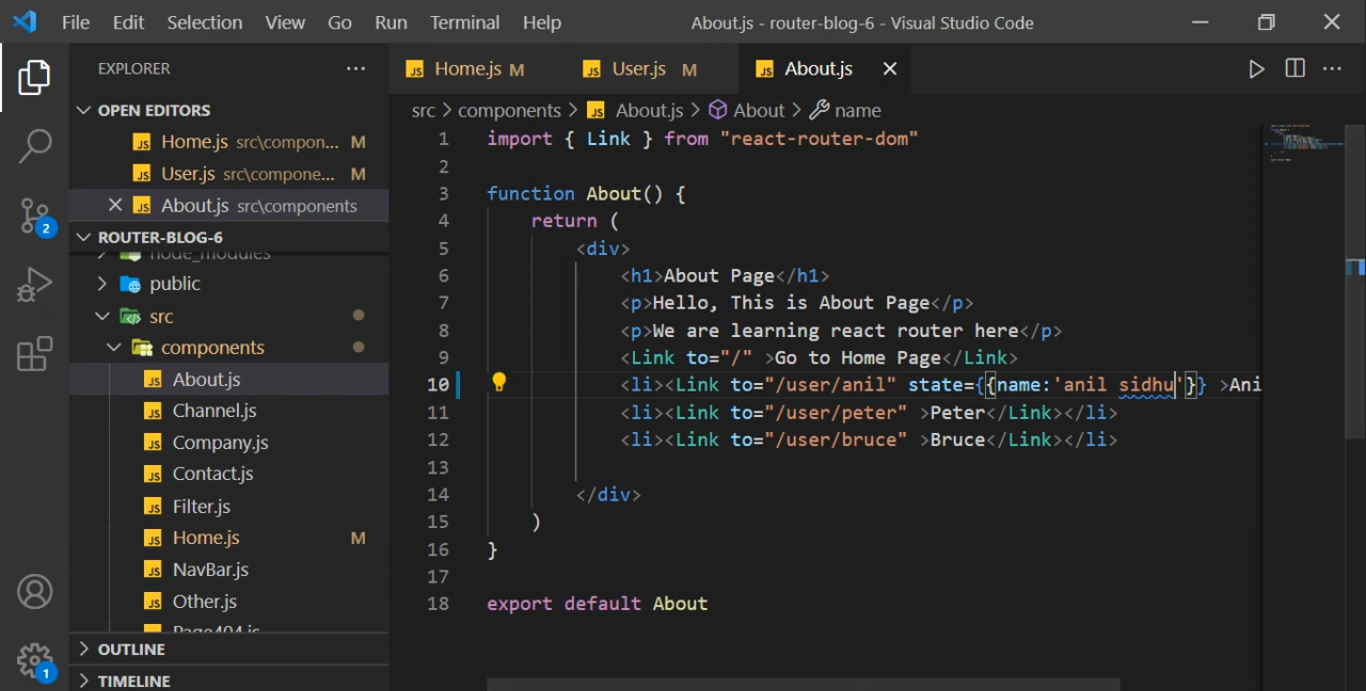 File Edit Selection View Go Run Terminal Help About.js - router-blog-6 - Visual Studio Code
EXPLORER
OPEN EDITORS
Home.js src\compon... M
User.js src\compone... M
About.js src\components
ROUTER-BLOG-6
node_modules
public
src
components
About.js
Channel.js
Company.js
Contact.js
Filter.js
Home.js M
NavBar.js
Other.js
Page404.js
OUTLINE
TIMELINE
2
1
JS Home.js M JS User.js M JS About.js
src > components > JS About.js > About > name
1 import { Link } from "react-router-dom"
2
3 function About() {
4 return (
5 <div>
6 <h1>About Page</h1>
7 <p>Hello, This is About Page</p>
8 <p>We are learning react router here</p>
9 <Link to="/" >Go to Home Page</Link>
10 <li><Link to="/user/anil" state={{name:'anil sidhu'}} >Ani
11 <li><Link to="/user/peter" >Peter</Link></li>
12 <li><Link to="/user/bruce" >Bruce</Link></li>
13
14 </div>
15 )
16 }
17
18 export default About